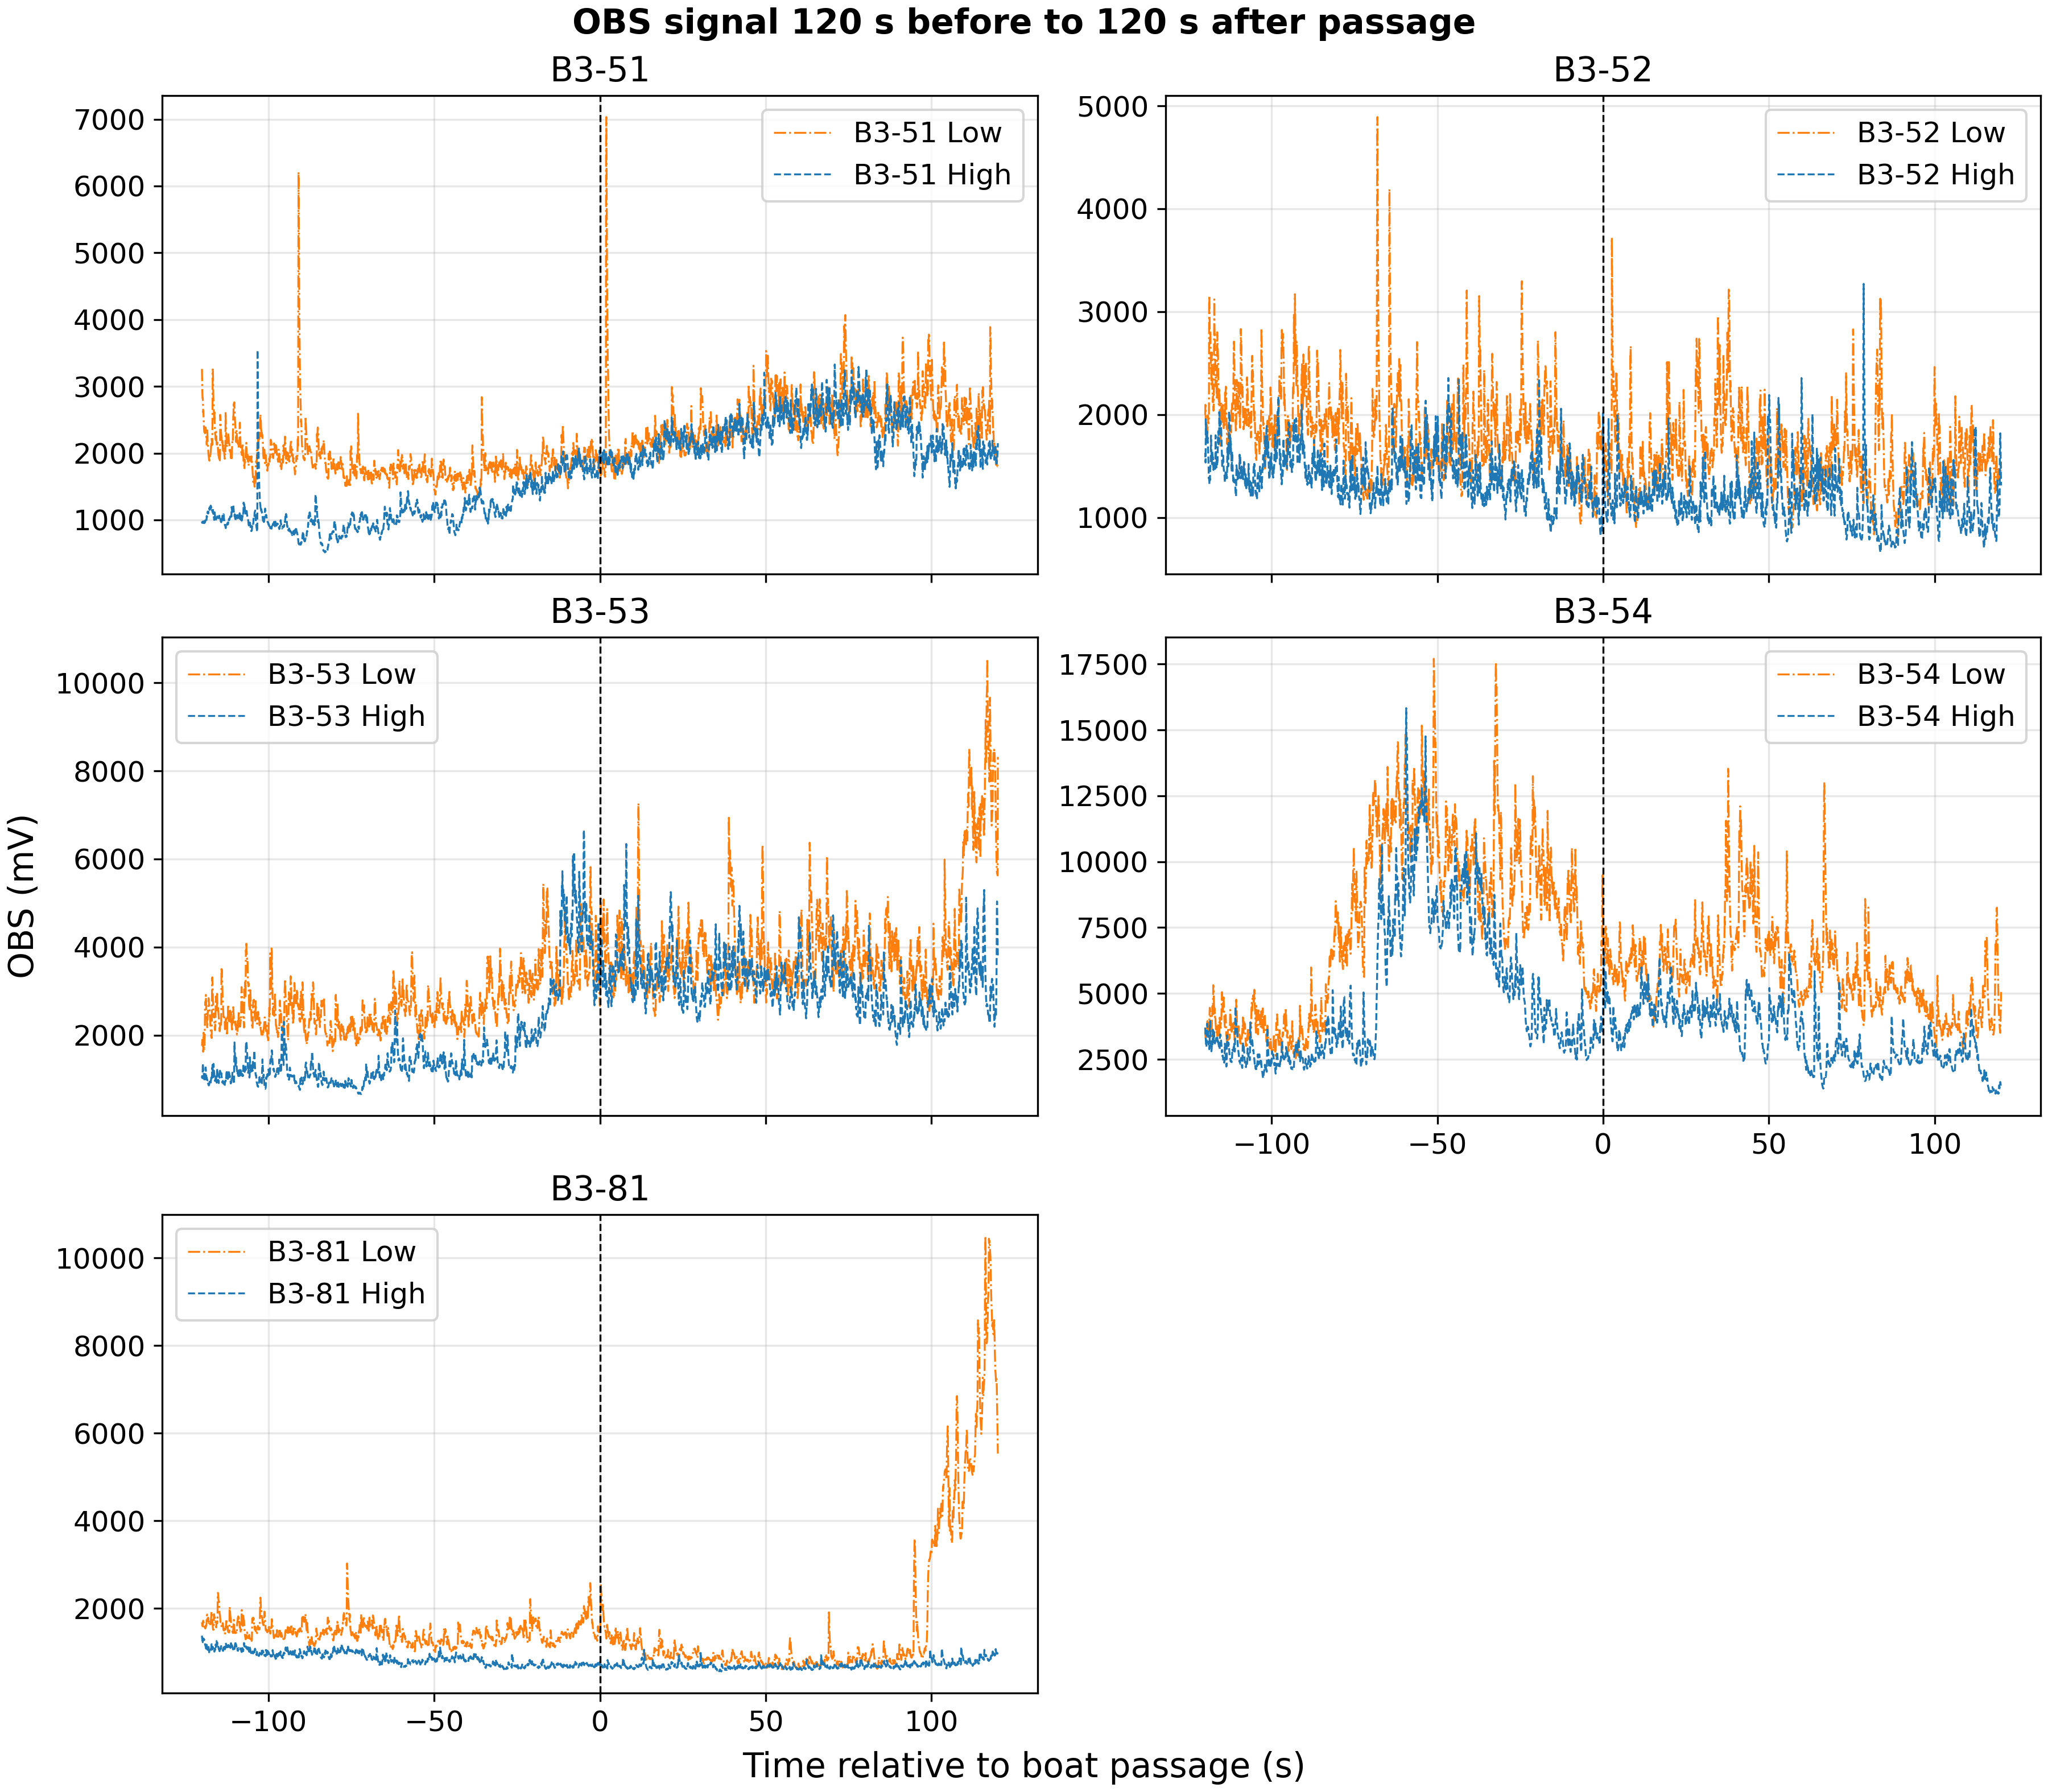 OBS signal 120 s before to 120 s after passage
B3-51
7000
6000
5000
4000
3000
2000
1000
B3-51 Low
B3-51 High
B3-52
5000
4000
3000
2000
1000
B3-52 Low
B3-52 High
B3-53
10000
8000
6000
4000
2000
B3-53 Low
B3-53 High
B3-54
17500
15000
12500
10000
7500
5000
2500
B3-54 Low
B3-54 High
−100 −50 0 50 100
B3-81
10000
8000
6000
4000
2000
B3-81 Low
B3-81 High
−100 −50 0 50 100
OBS (mV)
Time relative to boat passage (s)